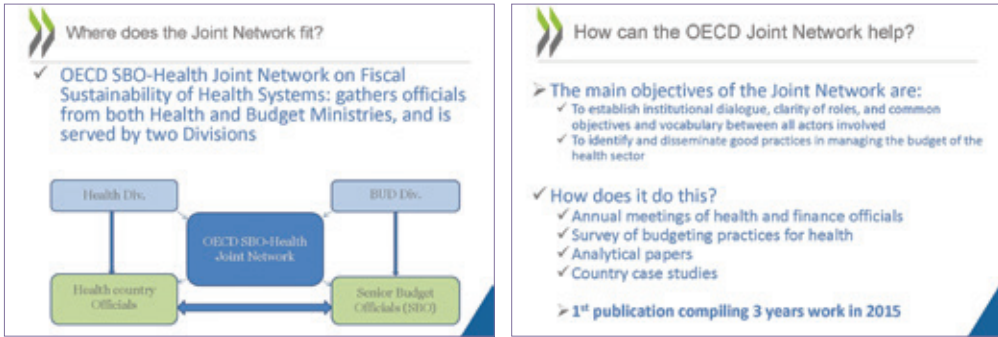 Where does the Joint Network fit?
✓ OECD SBO-Health Joint Network on Fiscal
Sustainability of Health Systems: gathers officials
from both Health and Budget Ministries, and is
served by two Divisions
Health Div.
BUD Div.
OECD SBO-Health
Joint Network
Health country
Officials
Senior Budget
Officials (SBO)
How can the OECD Joint Network help?
➢ The main objectives of the Joint Network are:
✓ To establish institutional dialogue, clarity of roles, and common
objectives and vocabulary between all actors involved
✓ To identify and disseminate good practices in managing the budget of the
health sector
✓ How does it do this?
✓ Annual meetings of health and finance officials
✓ Survey of budgeting practices for health
✓ Analytical papers
✓ Country case studies
➢ 1st publication compiling 3 years work in 2015